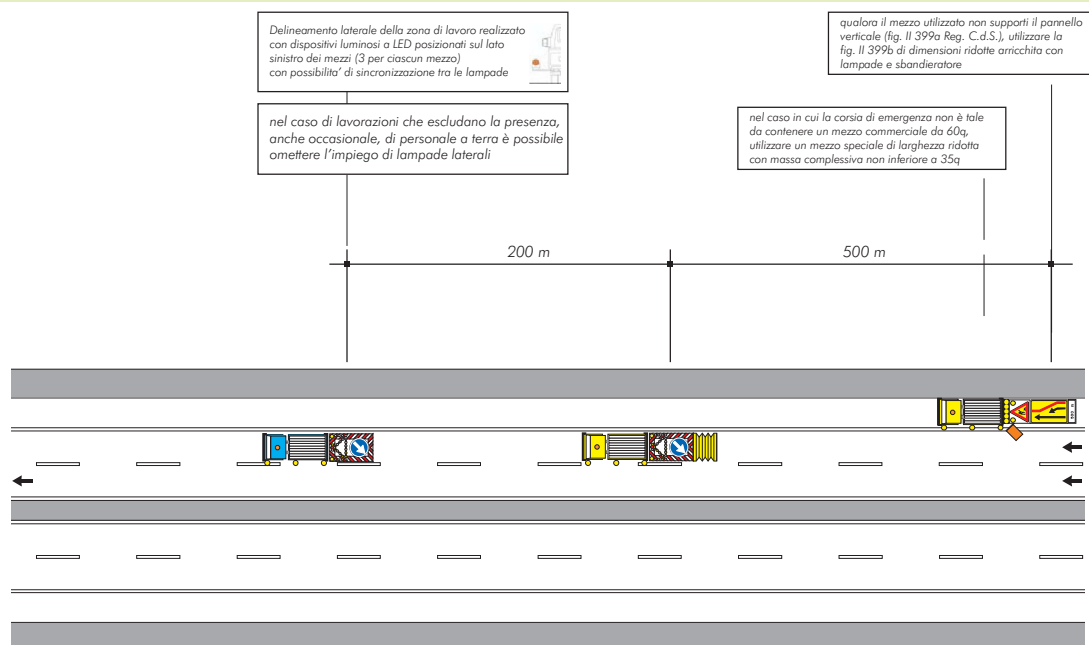 Delineamento laterale della zona di lavoro realizzato
con dispositivi luminosi a LED posizionati sul lato
sinistro dei mezzi (3 per ciascun mezzo)
con possibilita' di sincronizzazione tra le lampade
nel caso di lavorazioni che escludano la presenza,
anche occasionale, di personale a terra è possibile
omettere l'impiego di lampade laterali
qualora il mezzo utilizzato non supporti il pannello
verticale (fig. II 399a Reg. C.d.S.), utilizzare la
fig. II 399b di dimensioni ridotte arricchita con
lampade e sbandieratore
nel caso in cui la corsia di emergenza non è tale
da contenere un mezzo commerciale da 60q,
utilizzare un mezzo speciale di larghezza ridotta
con massa complessiva non inferiore a 35q
200 m
500 m